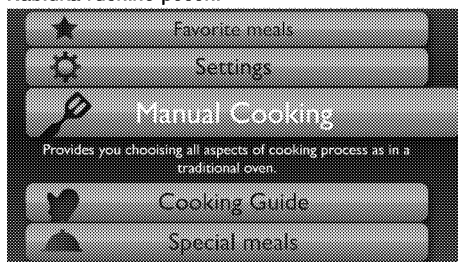 Favorite meals
Settings
Manual Cooking
Provides you chooising all aspects of cooking process as in a
traditional oven.
Cooking Guide
Special meals